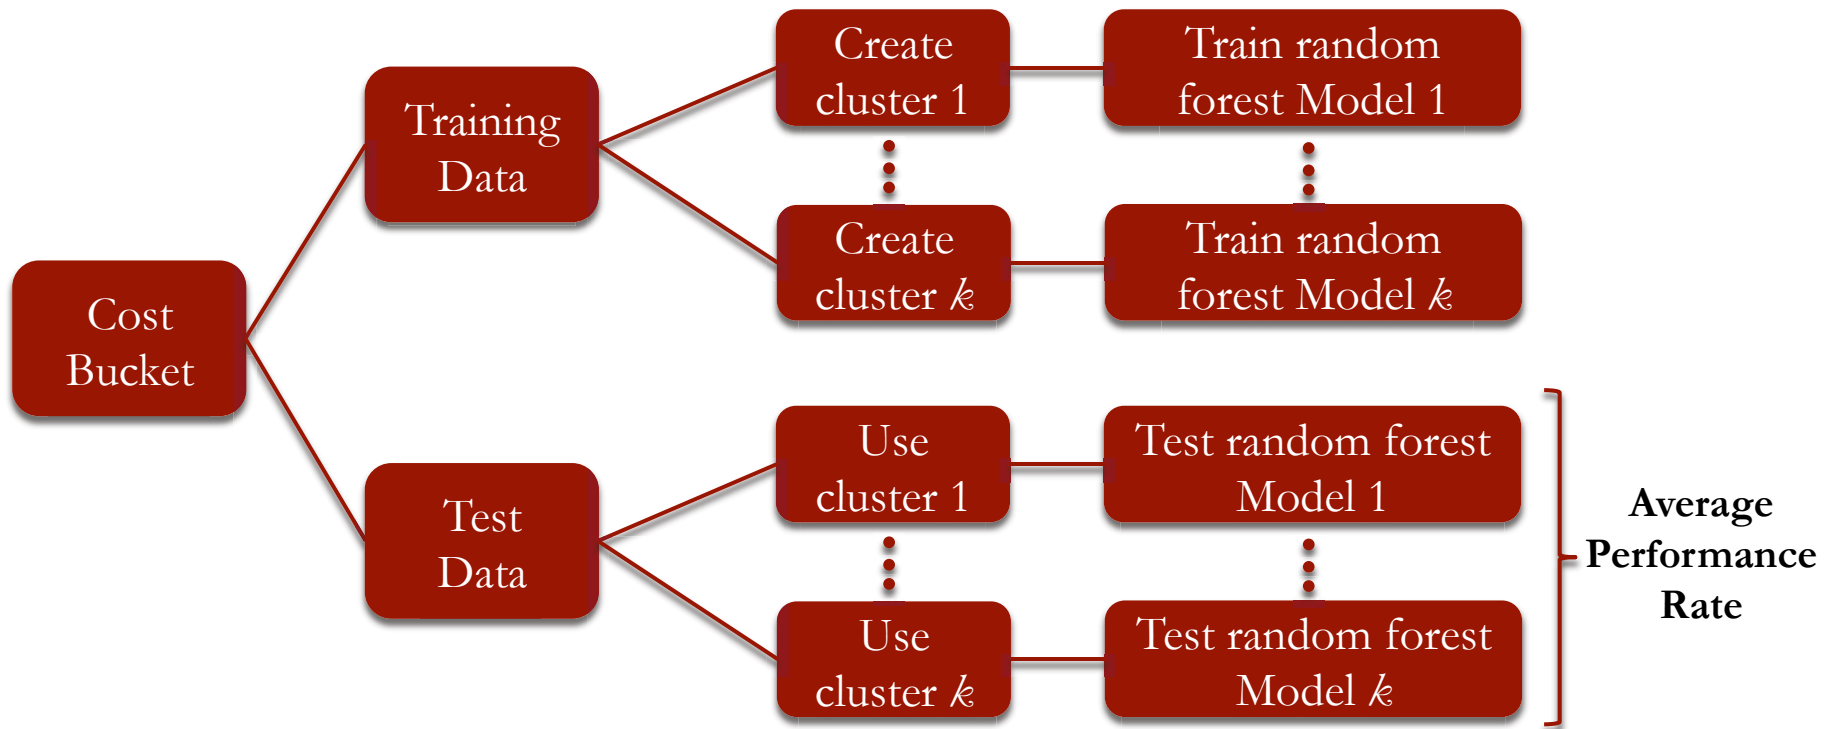 Cost
Bucket
Training
Data
Create
cluster 1
Train random
forest Model 1
Create
cluster k
Train random
forest Model k
Test
Data
Use
cluster 1
Test random forest
Model 1
Use
cluster k
Test random forest
Model k
Average
Performance
Rate